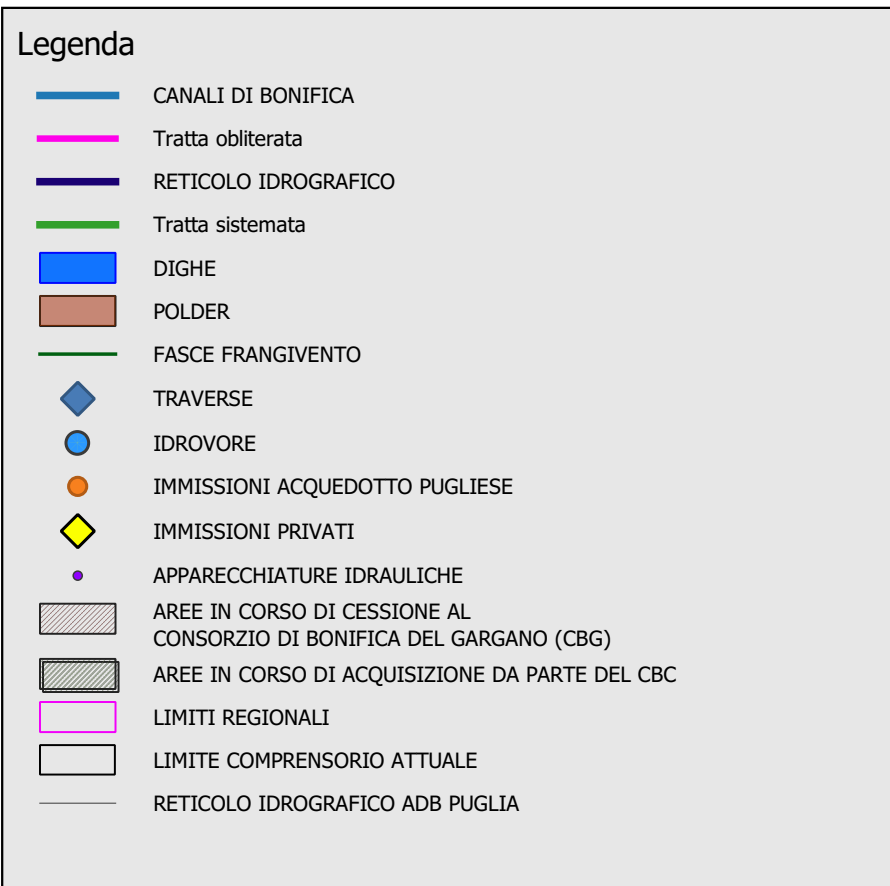 Legenda
CANALI DI BONIFICA
Tratta obliterata
RETICOLO IDROGRAFICO
Tratta sistemata
DIGHE
POLDER
FASCE FRANGIVENTO
TRAVERSE
IDROVORE
IMMISSIONI ACQUEDOTTO PUGLIESE
IMMISSIONI PRIVATI
APPARECCHIATURE IDRAULICHE
AREE IN CORSO DI CESSIONE AL
CONSORZIO DI BONIFICA DEL GARGANO (CBG)
AREE IN CORSO DI ACQUISIZIONE DA PARTE DEL CBC
LIMITI REGIONALI
LIMITE COMPRENSORIO ATTUALE
RETICOLO IDROGRAFICO ADB PUGLIA